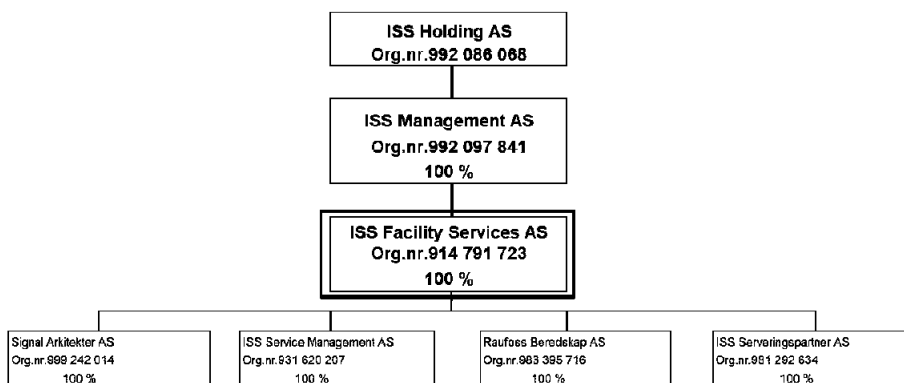 ISS Holding AS
Org.nr.992 086 068
ISS Management AS
Org.nr.992 097 841
100 %
ISS Facility Services AS
Org.nr.914 791 723
100 %
Signal Arkitekter AS
Org.nr.999 242 014
100 %
ISS Service Management AS
Org.nr.931 620 207
100 %
Raufoss Beredskap AS
Org.nr.983 395 716
100 %
ISS Serveringspartner AS
Org.nr.981 292 634
100 %